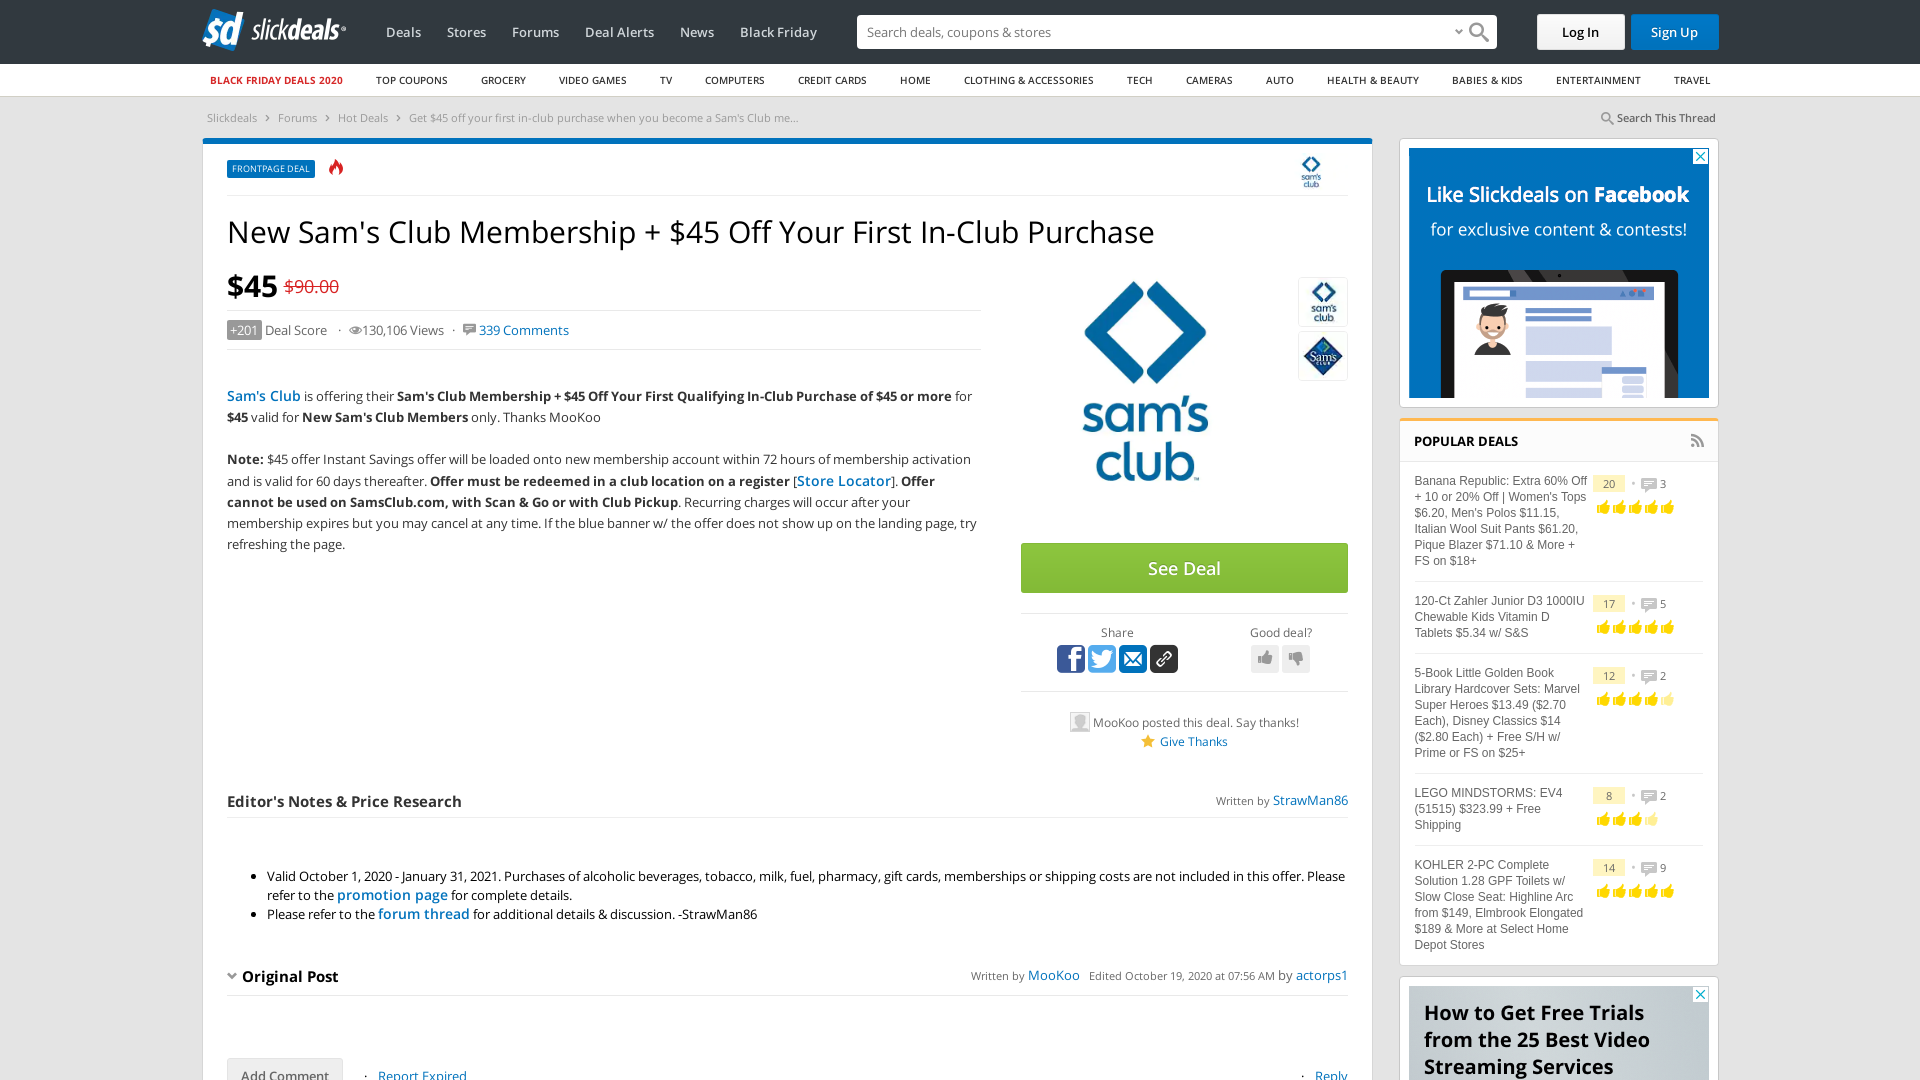 sd slickdeals
Deals
Stores
Forums
Deal Alerts
News
Black Friday
Search deals, coupons & stores
Log In
Sign Up
BLACK FRIDAY DEALS 2020
TOP COUPONS
GROCERY
VIDEO GAMES
TV
COMPUTERS
CREDIT CARDS
HOME
CLOTHING & ACCESSORIES
TECH
CAMERAS
AUTO
HEALTH & BEAUTY
BABIES & KIDS
ENTERTAINMENT
TRAVEL
Slickdeals › Forums › Hot Deals › Get $45 off your first in-club purchase when you become a Sam's Club me...
Search This Thread
FRONTPAGE DEAL
sam's
club
New Sam's Club Membership + $45 Off Your First In-Club Purchase
$45 $90.00
+201 Deal Score · 130,106 Views · 339 Comments
Sam's Club is offering their Sam's Club Membership + $45 Off Your First Qualifying In-Club Purchase of $45 or more for
$45 valid for New Sam's Club Members only. Thanks MooKoo
Note: $45 offer Instant Savings offer will be loaded onto new membership account within 72 hours of membership activation
and is valid for 60 days thereafter. Offer must be redeemed in a club location on a register [Store Locator]. Offer
cannot be used on SamsClub.com, with Scan & Go or with Club Pickup. Recurring charges will occur after your
membership expires but you may cancel at any time. If the blue banner w/ the offer does not show up on the landing page, try
refreshing the page.
sam's
club
sam's
club
Sam's
CLUB
See Deal
Share
Good deal?
MooKoo posted this deal. Say thanks!
Give Thanks
Editor's Notes & Price Research
Written by StrawMan86
• Valid October 1, 2020 - January 31, 2021. Purchases of alcoholic beverages, tobacco, milk, fuel, pharmacy, gift cards, memberships or shipping costs are not included in this offer. Please
refer to the promotion page for complete details.
• Please refer to the forum thread for additional details & discussion. -StrawMan86
Original Post
Written by MooKoo Edited October 19, 2020 at 07:56 AM by actorps1
Add Comment
· Report Expired
· Reply
Like Slickdeals on Facebook
for exclusive content & contests!
POPULAR DEALS
Banana Republic: Extra 60% Off
+ 10 or 20% Off | Women's Tops
$6.20, Men's Polos $11.15,
Italian Wool Suit Pants $61.20,
Pique Blazer $71.10 & More +
FS on $18+
20 • 3
120-Ct Zahler Junior D3 1000IU
Chewable Kids Vitamin D
Tablets $5.34 w/ S&S
17 • 5
5-Book Little Golden Book
Library Hardcover Sets: Marvel
Super Heroes $13.49 ($2.70
Each), Disney Classics $14
($2.80 Each) + Free S/H w/
Prime or FS on $25+
12 • 2
LEGO MINDSTORMS: EV4
(51515) $323.99 + Free
Shipping
8 • 2
KOHLER 2-PC Complete
Solution 1.28 GPF Toilets w/
Slow Close Seat: Highline Arc
from $149, Elmbrook Elongated
$189 & More at Select Home
Depot Stores
14 • 9
How to Get Free Trials
from the 25 Best Video
Streaming Services